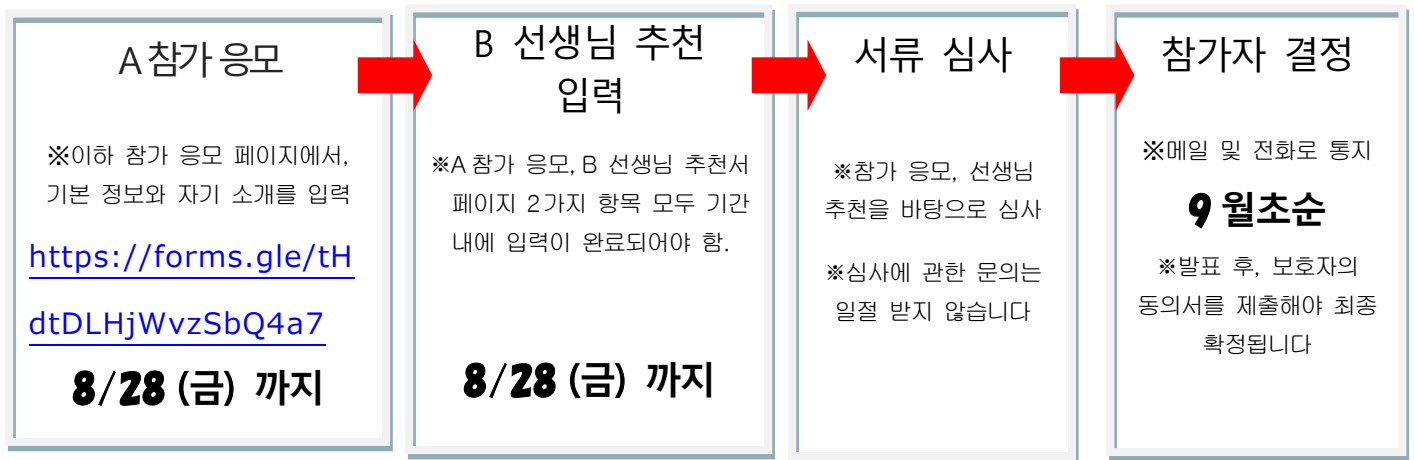 A 참가 응모
※이하 참가 응모 페이지에서,
기본 정보와 자기 소개를 입력
https://forms.gle/tH
dtDLHjWvzSbQ4a7
8/28 (금) 까지
B 선생님 추천
입력
※A 참가 응모, B 선생님 추천서
페이지 2가지 항목 모두 기간
내에 입력이 완료되어야 함.
8/28 (금) 까지
서류 심사
※참가 응모, 선생님
추천을 바탕으로 심사
※심사에 관한 문의는
일절 받지 않습니다
참가자 결정
※메일 및 전화로 통지
9 월초순
※발표 후, 보호자의
동의서를 제출해야 최종
확정됩니다